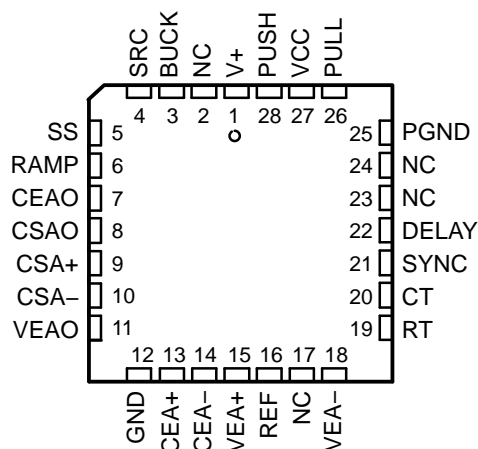 SRC BUCK NC V+ PUSH VCC PULL
4 3 2 1 28 27 26
SS 5 25 PGND
RAMP 6 24 NC
CEAO 7 23 NC
CSAO 8 22 DELAY
CSA+ 9 21 SYNC
CSA– 10 20 CT
VEAO 11 19 RT
12 13 14 15 16 17 18
GND CEA+ CEA– VEA+ REF NC VEA–